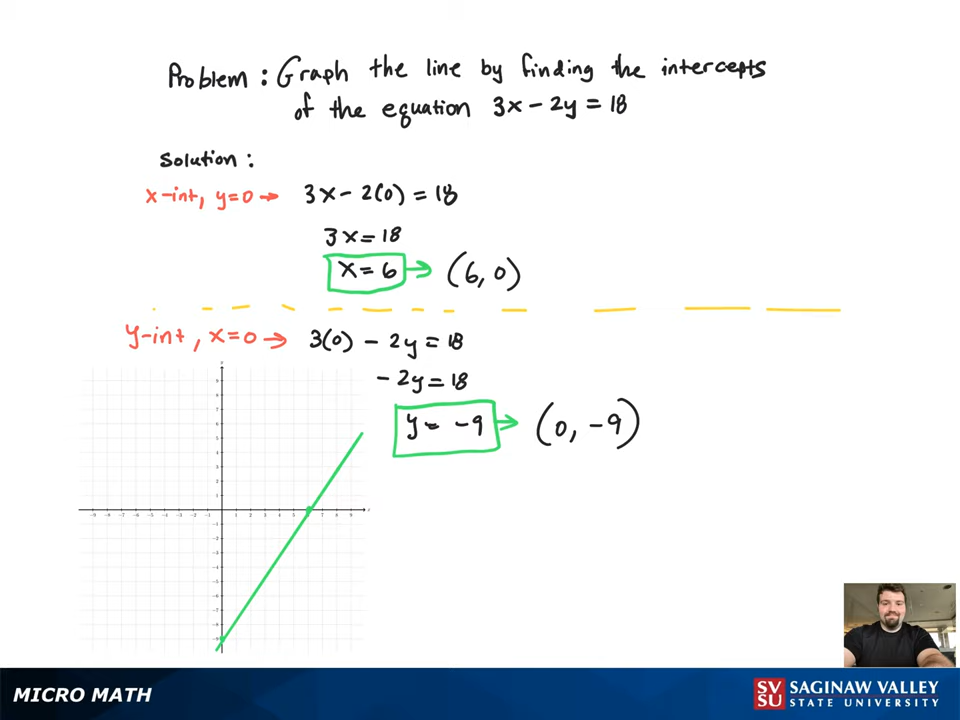 Problem : Graph the line by finding the intercepts
of the equation 3x - 2y = 18
Solution :
x-int, y=0 → 3x - 2(0) = 18
3x = 18
x = 6 → (6, 0)
y-int, x=0 → 3(0) - 2y = 18
- 2y = 18
y = -9 → (0, -9)
MICRO MATH
SV
SU
SAGINAW VALLEY
STATE UNIVERSITY